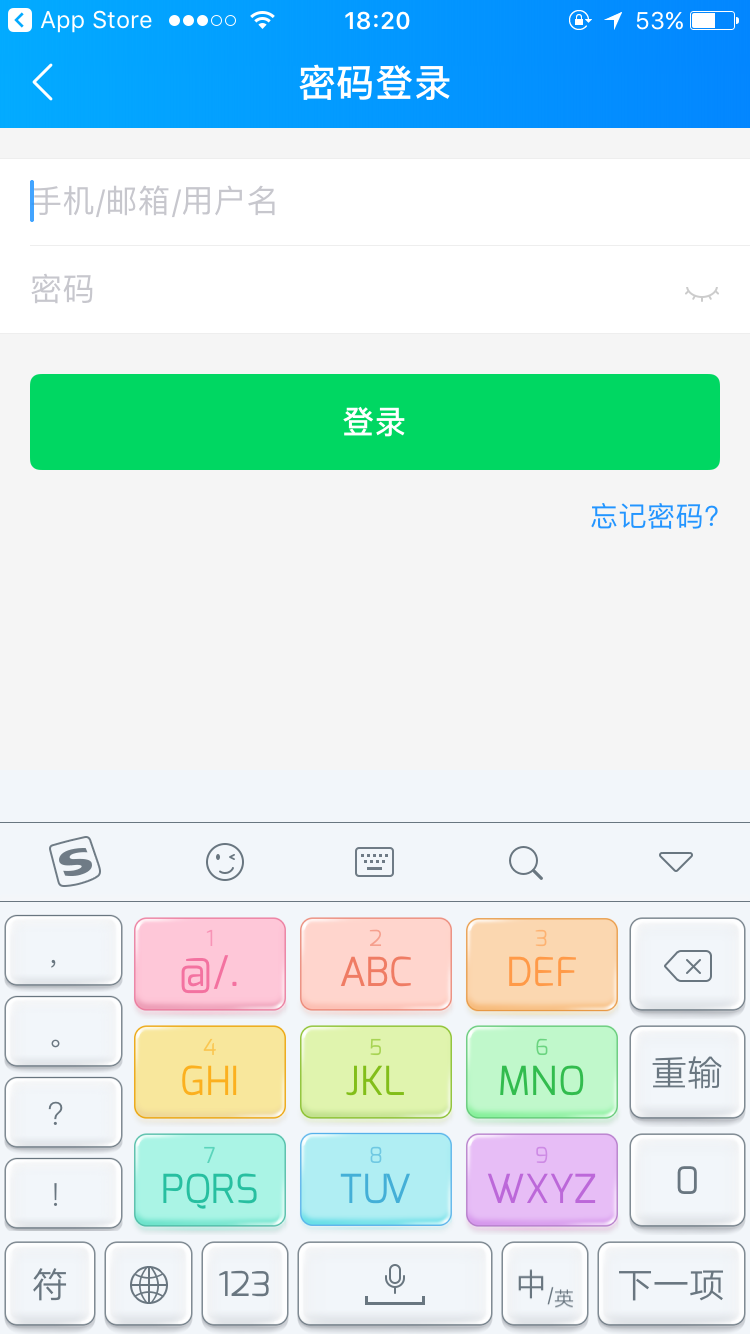 App Store 18:20 53%
密码登录
手机/邮箱/用户名
密码
登录
忘记密码?
S
， 1 2 3
@/. ABC DEF
。 4 5 6
GHI JKL MNO 重输
?
7 8 9
PQRS TUV WXYZ 0
!
符 123 中/英 下一项